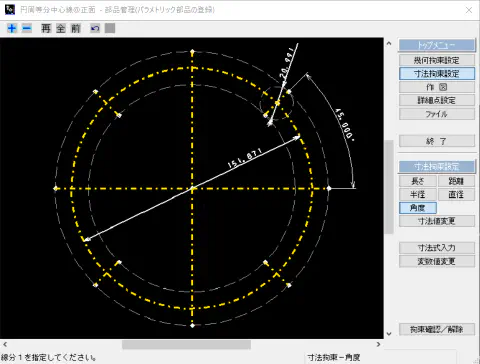 円周等分中心線@正面 - 部品管理(パラメトリック部品の登録)
再 全 前
トップメニュー
幾何拘束設定
寸法拘束設定
作 図
詳細点設定
ファイル
終 了
寸法拘束設定
長さ 距離
半径 直径
角度
寸法値変更
寸法式入力
変数値変更
拘束確認/解除
45.000°
線分1を指定してください。
寸法拘束-角度